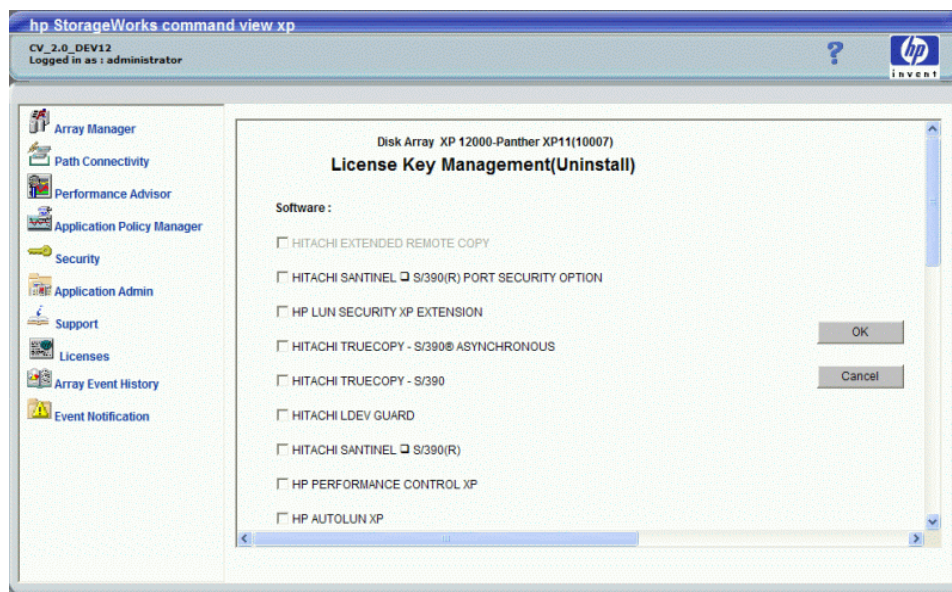 hp StorageWorks command view xp
CV_2.0_DEV12
Logged in as : administrator
?
hp
invent
Array Manager
Path Connectivity
Performance Advisor
Application Policy Manager
Security
Application Admin
Support
Licenses
Array Event History
Event Notification
Disk Array XP 12000-Panther XP11(10007)
License Key Management(Uninstall)
Software :
HITACHI EXTENDED REMOTE COPY
HITACHI SANTINEL □ S/390(R) PORT SECURITY OPTION
HP LUN SECURITY XP EXTENSION
HITACHI TRUECOPY - S/390® ASYNCHRONOUS
HITACHI TRUECOPY - S/390
HITACHI LDEV GUARD
HITACHI SANTINEL □ S/390(R)
HP PERFORMANCE CONTROL XP
HP AUTOLUN XP
OK
Cancel